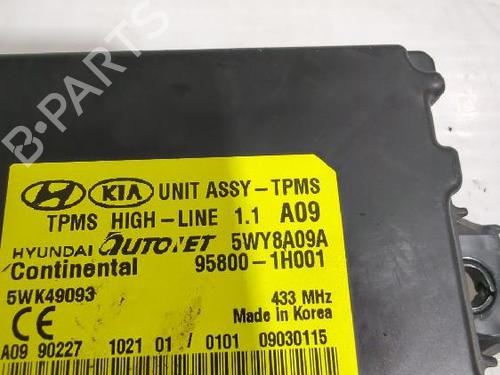 B-PARTS
KIA UNIT ASSY-TPMS
TPMS HIGH-LINE 1.1 A09
HYUNDAI AUTONET 5WY8A09A
Continental 95800-1H001
5WK49093 433 MHz
CE Made in Korea
A09 90227 1021 01 / 0101 09030115